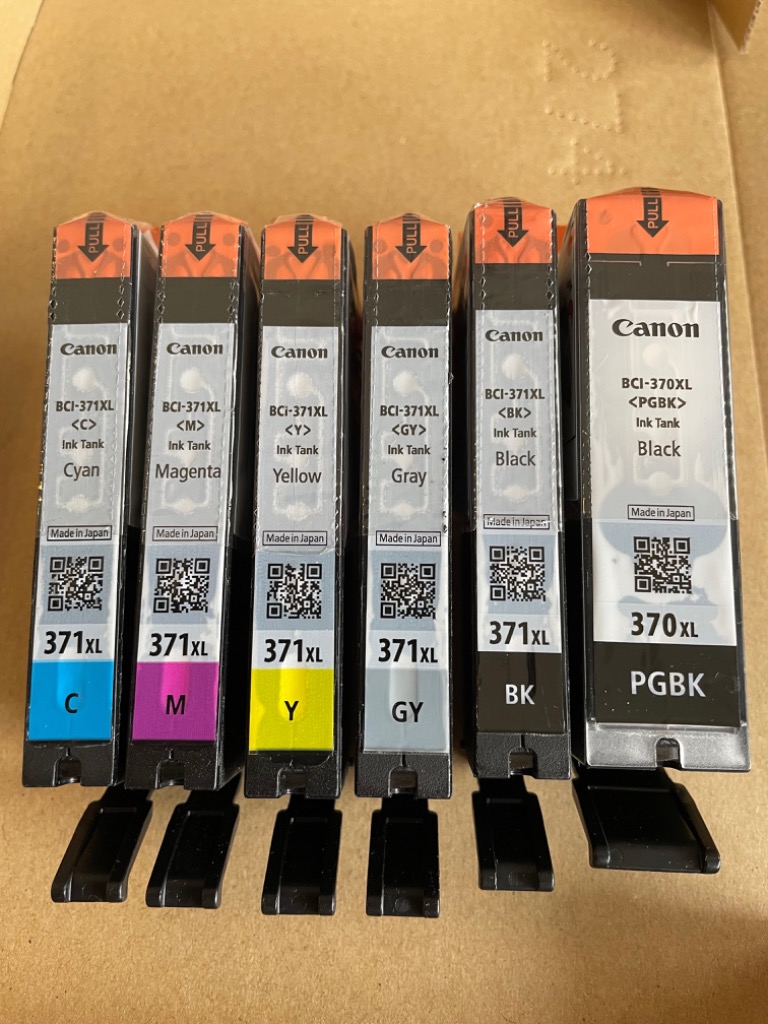 PULL
Canon
BCI-371XL
<C>
Ink Tank
Cyan
Made in Japan
371XL
C
PULL
Canon
BCI-371XL
<M>
Ink Tank
Magenta
Made in Japan
371XL
M
PULL
Canon
BCI-371XL
<Y>
Ink Tank
Yellow
Made in Japan
371XL
Y
PULL
Canon
BCI-371XL
<GY>
Ink Tank
Gray
Made in Japan
371XL
GY
PULL
Canon
BCI-371XL
<BK>
Ink Tank
Black
Made in Japan
371XL
BK
PULL
Canon
BCI-370XL
<PGBK>
Ink Tank
Black
Made in Japan
370XL
PGBK